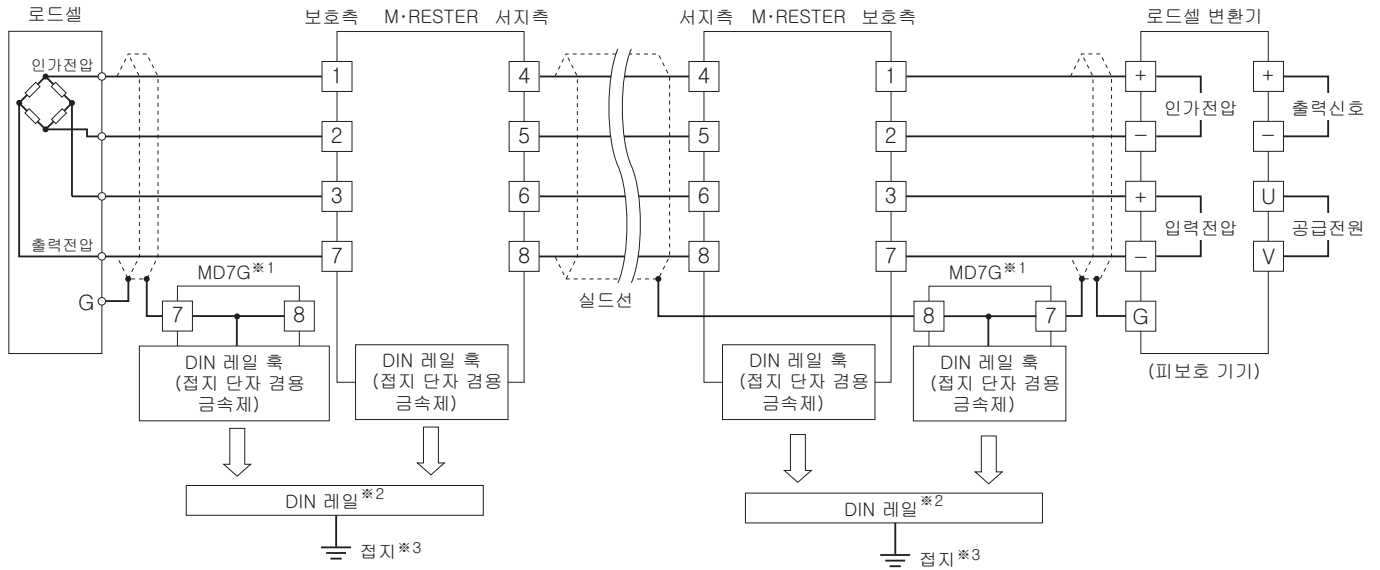 로드셀
보호측 M·RESTER 서지측
서지측 M·RESTER 보호측
로드셀 변환기
인가전압
1
4
4
1
+
+
인가전압
출력신호
2
5
5
2
−
−
3
6
6
3
+
U
입력전압
공급전원
출력전압
7
8
8
7
−
V
G
MD7G※1
실드선
MD7G※1
7
8
8
7
G
DIN 레일 훅
(접지 단자 겸용
금속제)
DIN 레일 훅
(접지 단자 겸용
금속제)
DIN 레일 훅
(접지 단자 겸용
금속제)
DIN 레일 훅
(접지 단자 겸용
금속제)
(피보호 기기)
DIN 레일※2
DIN 레일※2
접지※3
접지※3